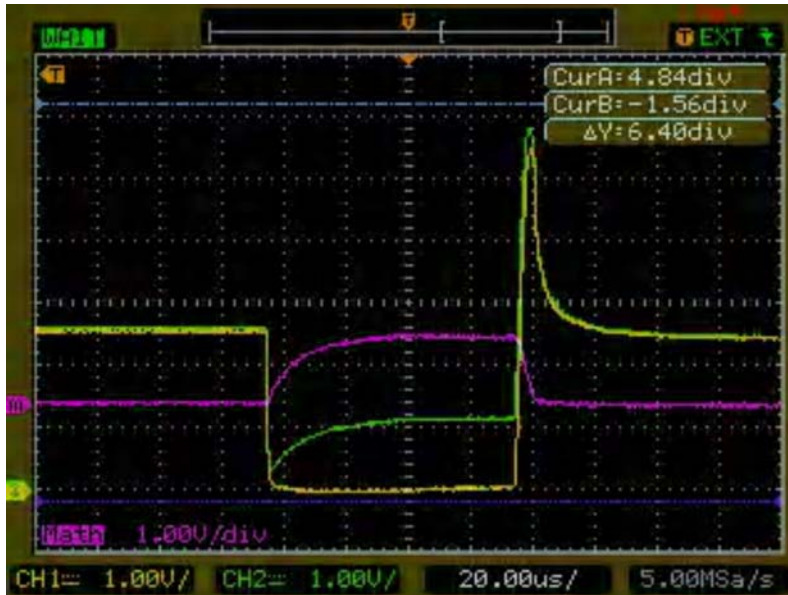 WAIT T EXT
T
CurA:4.84div
CurB:-1.56div
ΔY:6.40div
Math 1.00V/div
CH1 1.00V/ CH2 1.00V/ 20.00us/ 5.00MSa/s